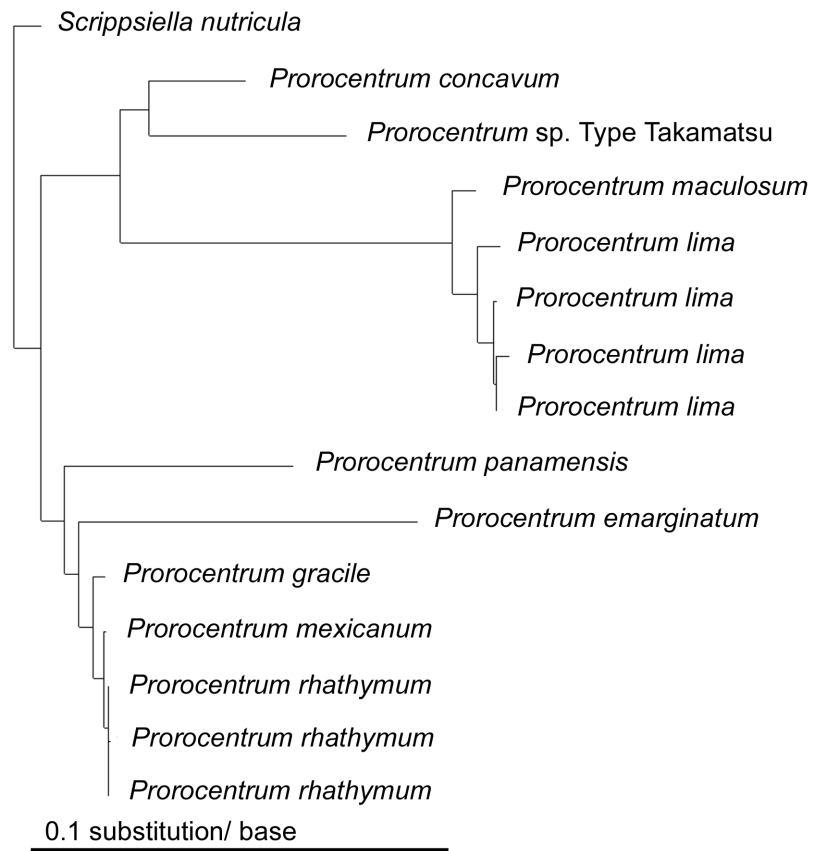 Scrippsiella nutricula
Prorocentrum concavum
Prorocentrum sp. Type Takamatsu
Prorocentrum maculosum
Prorocentrum lima
Prorocentrum lima
Prorocentrum lima
Prorocentrum lima
Prorocentrum panamensis
Prorocentrum emarginatum
Prorocentrum gracile
Prorocentrum mexicanum
Prorocentrum rhathymum
Prorocentrum rhathymum
Prorocentrum rhathymum
0.1 substitution/ base